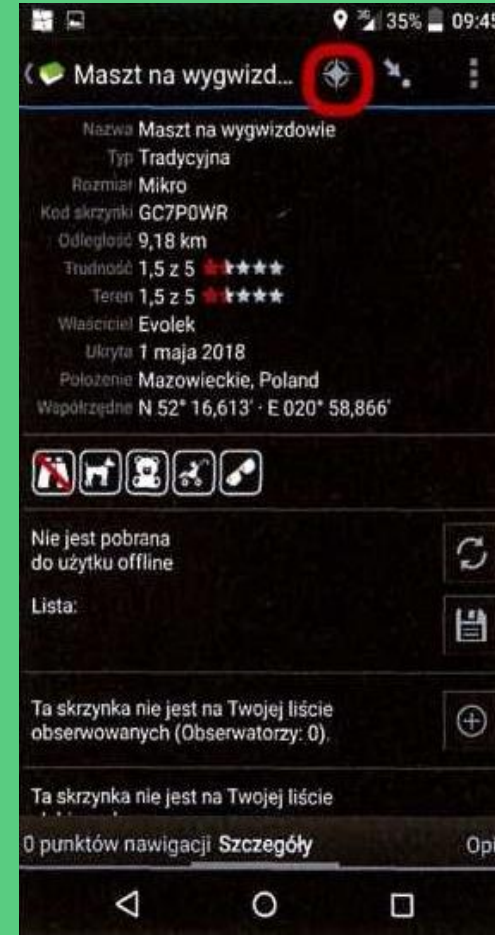 3G 35% 09:45
Maszt na wygwizd...
Nazwa Maszt na wygwizdowie
Typ Tradycyjna
Rozmiar Mikro
Kod skrzynki GC7P0WR
Odległość 9,18 km
Trudność 1,5 z 5
Teren 1,5 z 5
Właściciel Evolek
Ukryta 1 maja 2018
Położenie Mazowieckie, Poland
Współrzędne N 52° 16,613' · E 020° 58,866'
Nie jest pobrana
do użytku offline
Lista:
Ta skrzynka nie jest na Twojej liście
obserwowanych (Obserwatorzy: 0).
Ta skrzynka nie jest na Twojej liście
0 punktów nawigacji Szczegóły Opi